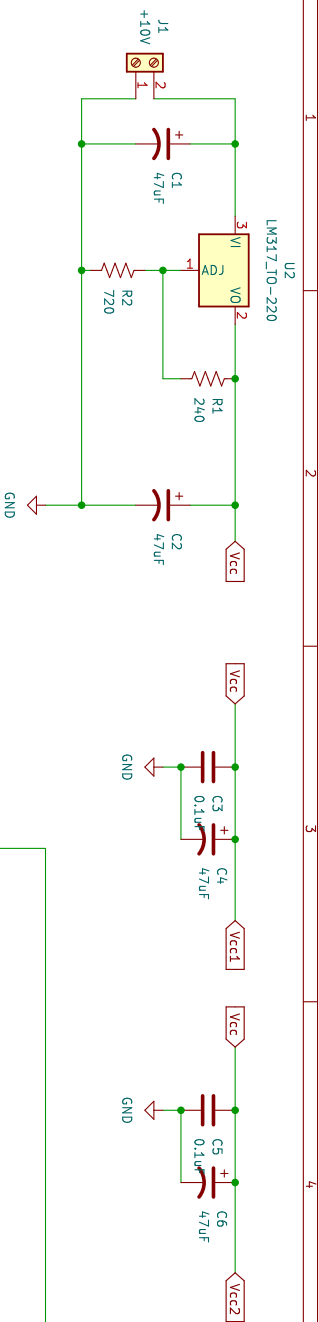 1
2
3
4
J1
+10V
1
2
C1
47uF
+
U2
LM317_TO-220
3
VI
VO
2
1
ADJ
R2
720
R1
240
C2
47uF
+
GND
Vcc
Vcc
C3
0.1uF
C4
47uF
+
GND
Vcc1
Vcc
C5
0.1uF
C6
47uF
+
GND
Vcc2